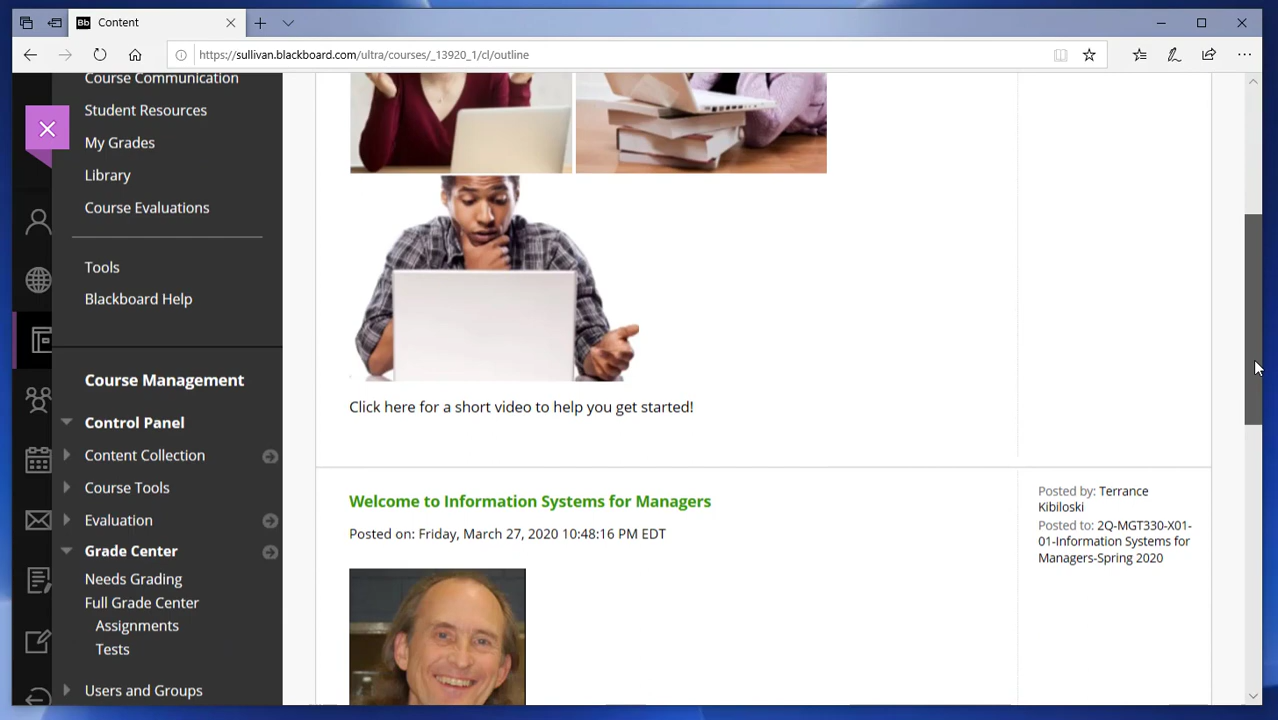 Bb Content
https://sullivan.blackboard.com/ultra/courses/_13920_1/cl/outline
Course Communication
Student Resources
My Grades
Library
Course Evaluations
Tools
Blackboard Help
Course Management
Control Panel
Content Collection
Course Tools
Evaluation
Grade Center
Needs Grading
Full Grade Center
Assignments
Tests
Users and Groups
Click here for a short video to help you get started!
Welcome to Information Systems for Managers
Posted on: Friday, March 27, 2020 10:48:16 PM EDT
Posted by: Terrance
Kibiloski
Posted to: 2Q-MGT330-X01-
01-Information Systems for
Managers-Spring 2020